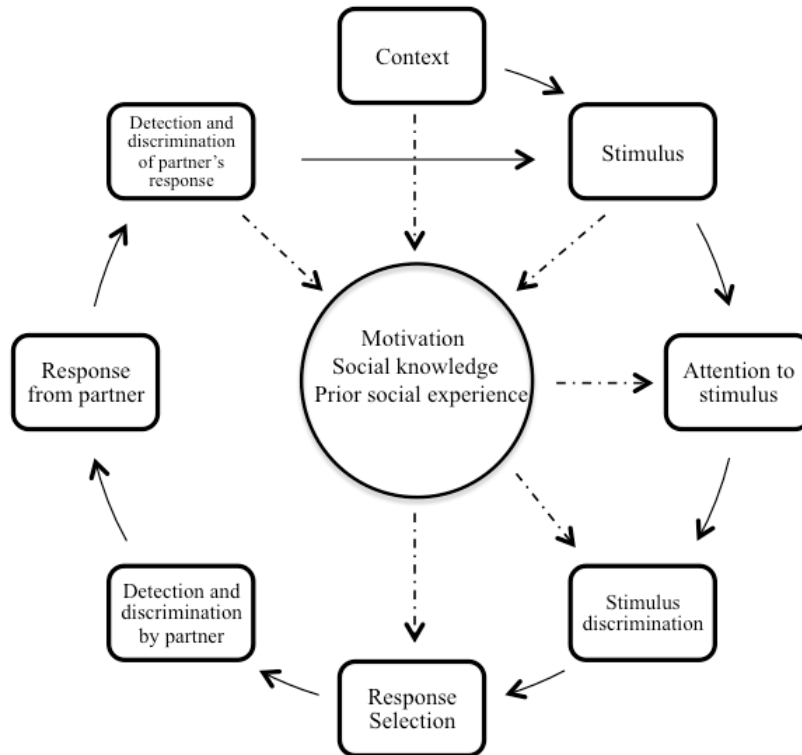 Context
Detection and
discrimination
of partner’s
response
Stimulus
Motivation
Social knowledge
Prior social experience
Response
from partner
Attention to
stimulus
Detection and
discrimination
by partner
Stimulus
discrimination
Response
Selection